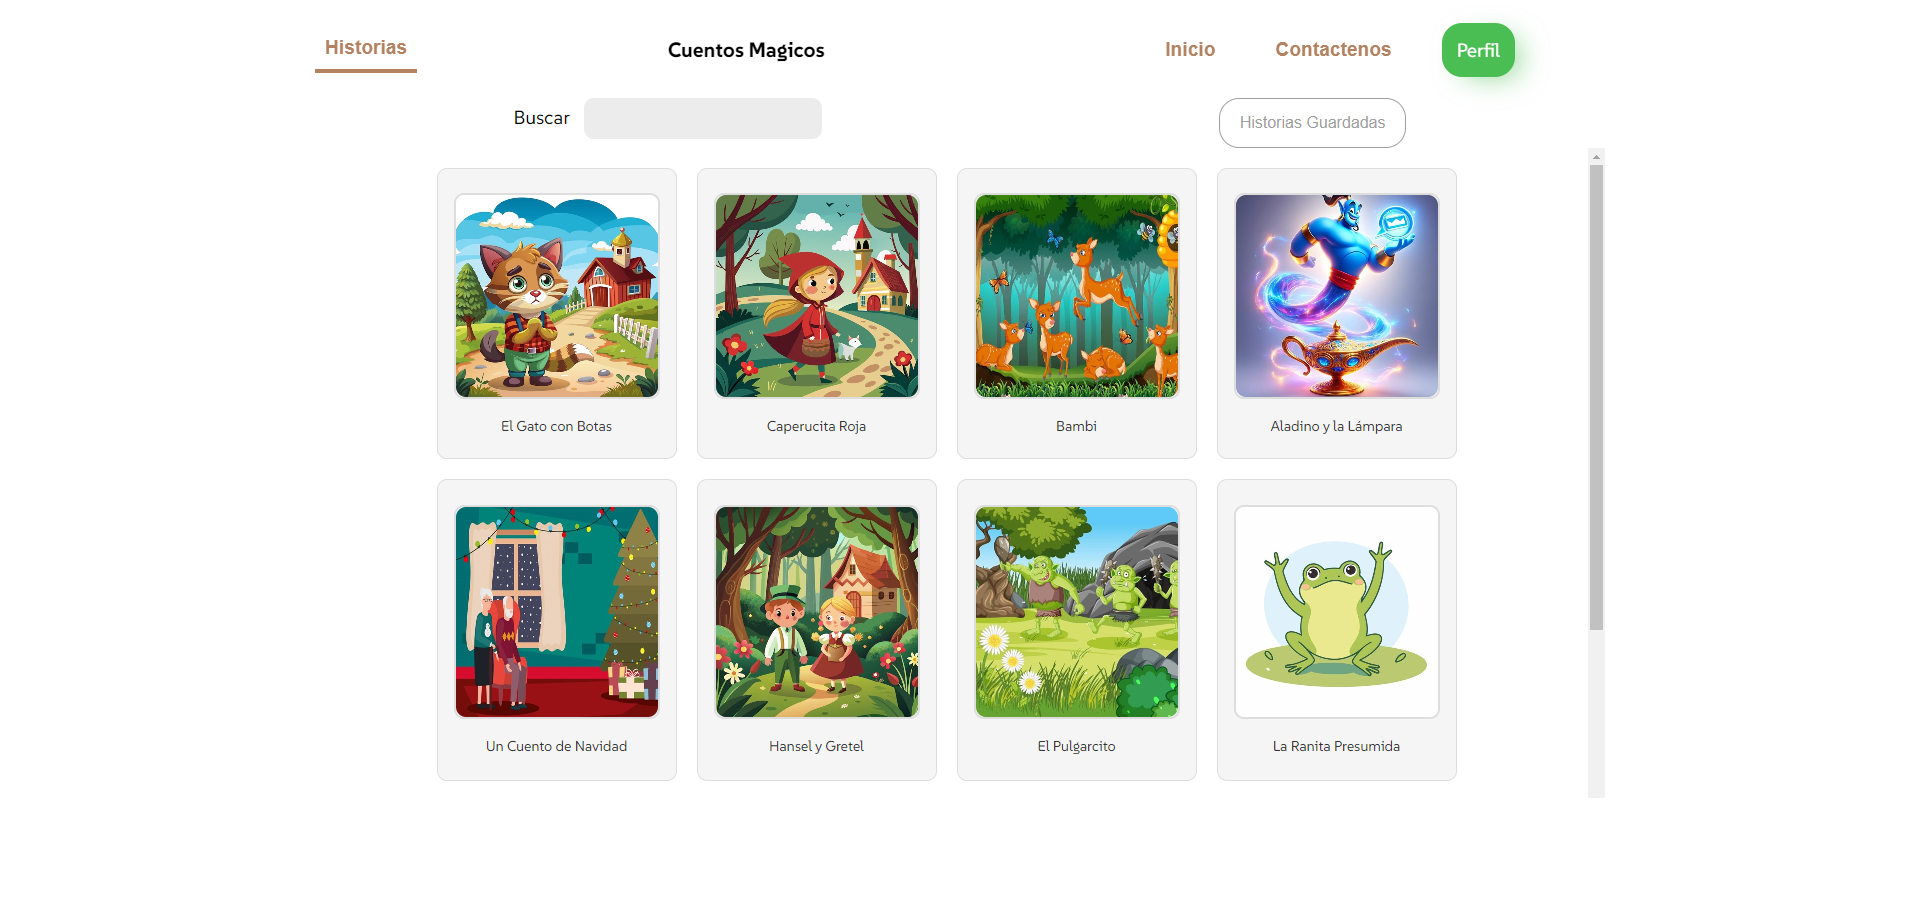 Historias
Cuentos Magicos
Inicio
Contactenos
Perfil
Buscar
Historias Guardadas
El Gato con Botas
Caperucita Roja
Bambi
Aladino y la Lámpara
Un Cuento de Navidad
Hansel y Gretel
El Pulgarcito
La Ranita Presumida